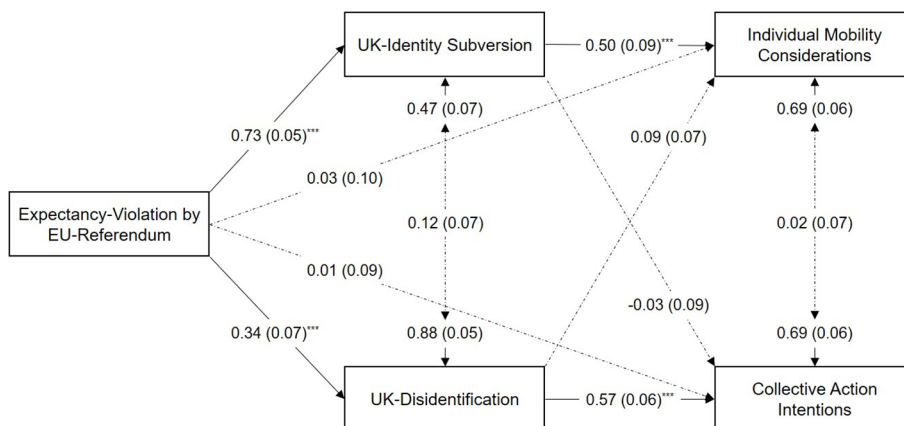 UK-Identity Subversion
0.50 (0.09)***
Individual Mobility
Considerations
0.47 (0.07)
0.69 (0.06)
0.73 (0.05)***
0.09 (0.07)
0.03 (0.10)
Expectancy-Violation by
EU-Referendum
0.12 (0.07)
0.02 (0.07)
0.01 (0.09)
-0.03 (0.09)
0.34 (0.07)***
0.88 (0.05)
0.69 (0.06)
UK-Disidentification
0.57 (0.06)***
Collective Action
Intentions